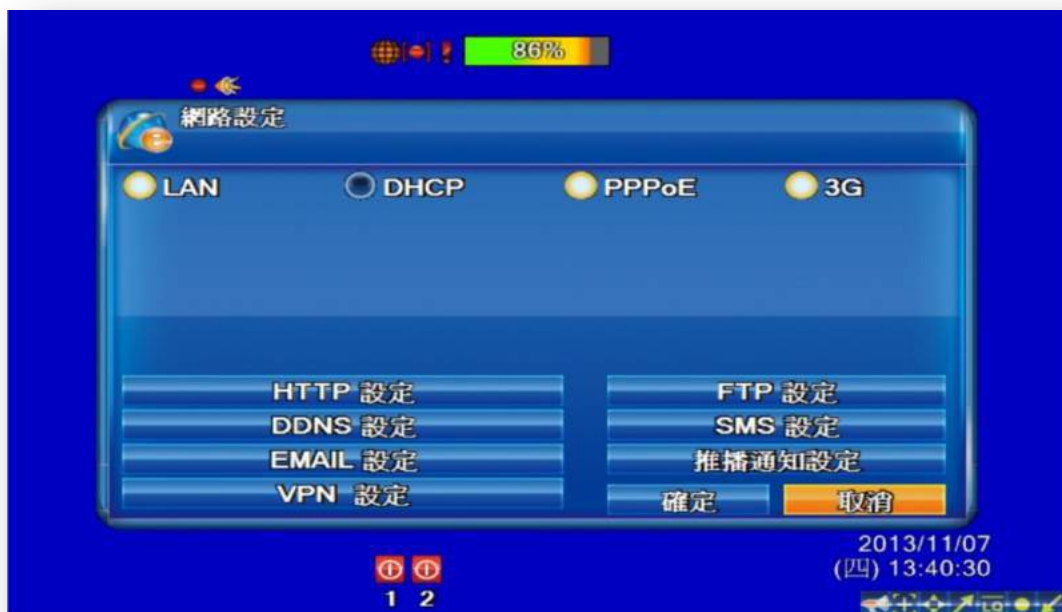 86%
網路設定
LAN DHCP PPPoE 3G
HTTP 設定 FTP 設定
DDNS 設定 SMS 設定
EMAIL 設定 推播通知設定
VPN 設定 確定 取消
2013/11/07
(四) 13:40:30
1 2